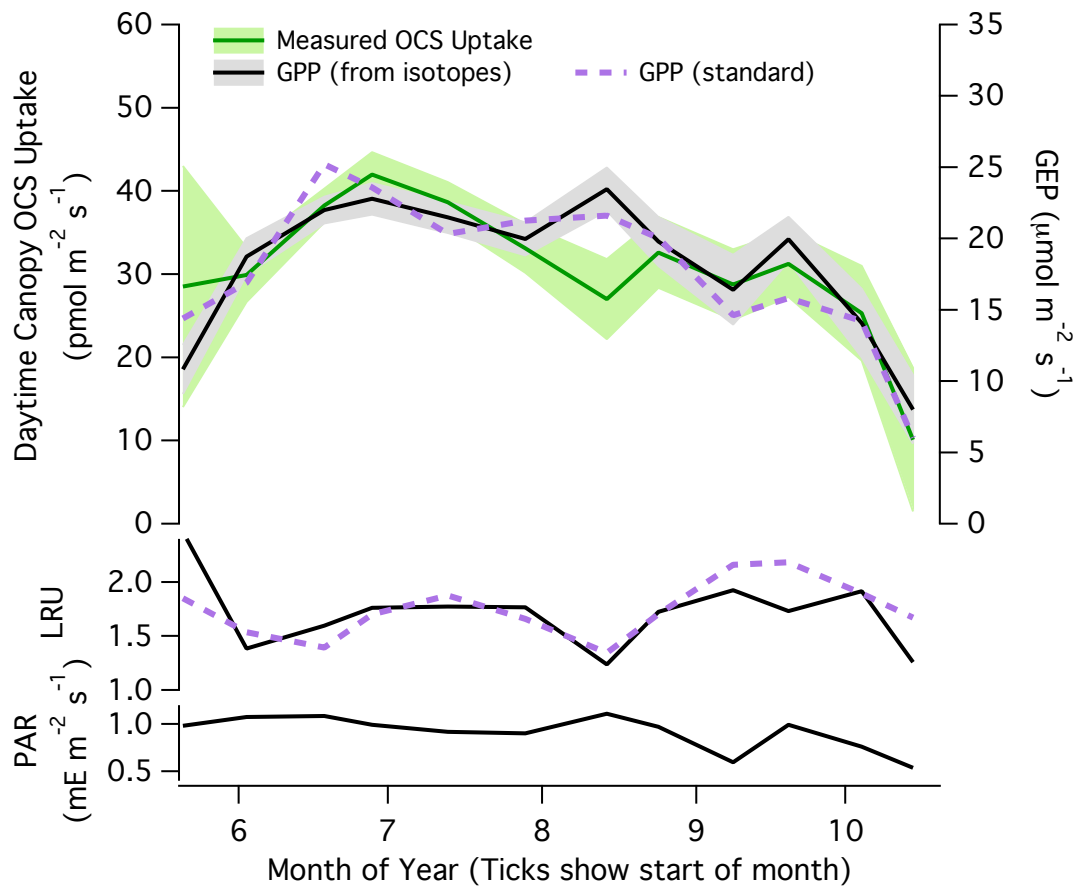 Measured OCS Uptake
GPP (from isotopes)
GPP (standard)
Daytime Canopy OCS Uptake
(pmol m⁻² s⁻¹)
60
50
40
30
20
10
0
35
30
25
20
15
10
5
0
GEP (μmol m⁻² s⁻¹)
LRU
2.0
1.5
1.0
PAR
(mE m⁻² s⁻¹)
1.0
0.5
6 7 8 9 10
Month of Year (Ticks show start of month)